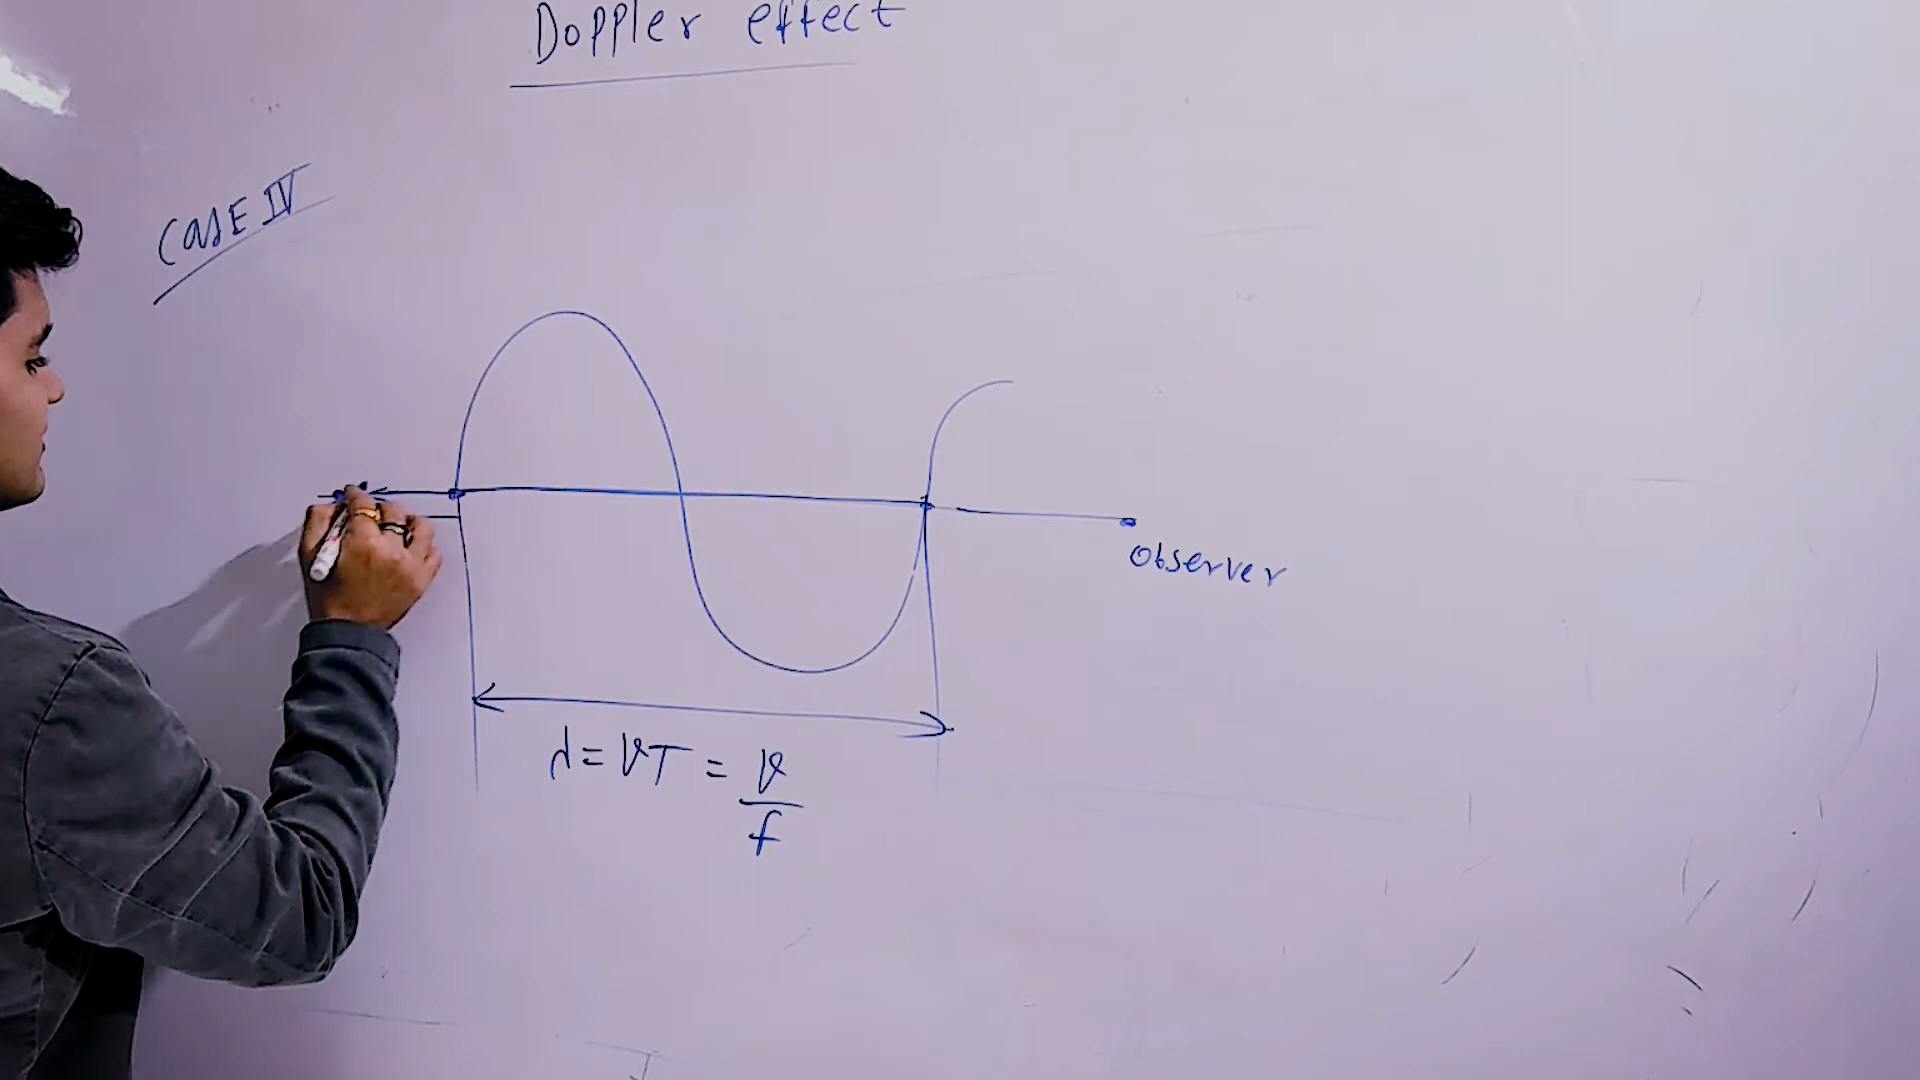 Doppler effect
CASE IV
observer
λ = VT = V/f